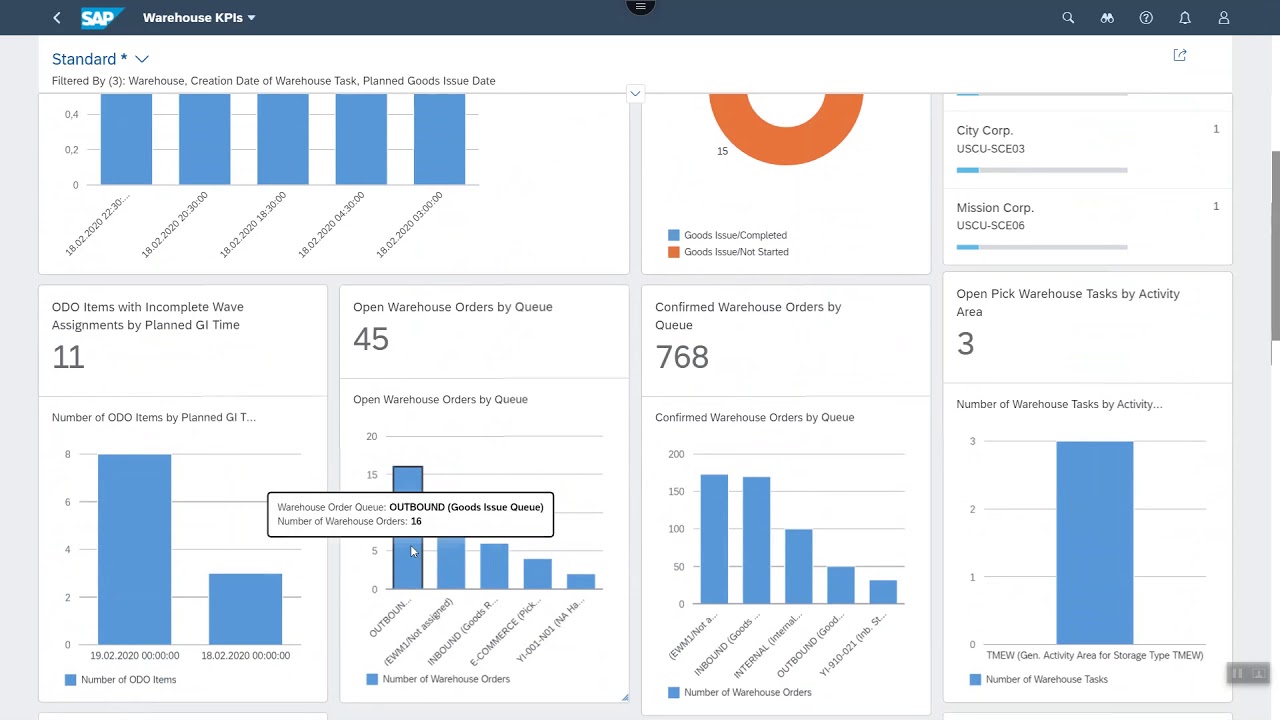 SAP
Warehouse KPIs
Standard *
Filtered By (3): Warehouse, Creation Date of Warehouse Task, Planned Goods Issue Date
0,4
0,2
0
18.02.2020 22:30:...
18.02.2020 20:30:00
18.02.2020 18:30:00
18.02.2020 04:30:00
18.02.2020 03:00:00
15
Goods Issue/Completed
Goods Issue/Not Started
City Corp.
1
USCU-SCE03
Mission Corp.
1
USCU-SCE06
ODO Items with Incomplete Wave
Assignments by Planned GI Time
11
Number of ODO Items by Planned GI T...
8
6
4
2
0
19.02.2020 00:00:00
18.02.2020 00:00:00
Number of ODO Items
Open Warehouse Orders by Queue
45
Open Warehouse Orders by Queue
20
15
5
0
Warehouse Order Queue: OUTBOUND (Goods Issue Queue)
Number of Warehouse Orders: 16
OUTBOUN...
(EWM1/Not assigned)
INBOUND (Goods R...
E-COMMERCE (Pick...
YI-001-N01 (NA Ha...
Number of Warehouse Orders
Confirmed Warehouse Orders by
Queue
768
Confirmed Warehouse Orders by Queue
200
150
100
50
0
(EWM1/Not a...
INBOUND (Goods ...
INTERNAL (Internal...
OUTBOUND (Good...
YI-910-021 (Inb. St...
Number of Warehouse Orders
Open Pick Warehouse Tasks by Activity
Area
3
Number of Warehouse Tasks by Activity...
3
2
1
0
TMEW (Gen. Activity Area for Storage Type TMEW)
Number of Warehouse Tasks